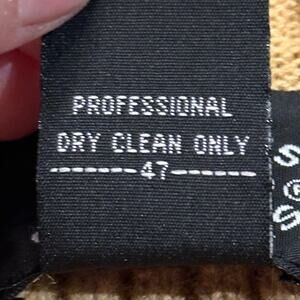 PROFESSIONAL
DRY CLEAN ONLY
------47------